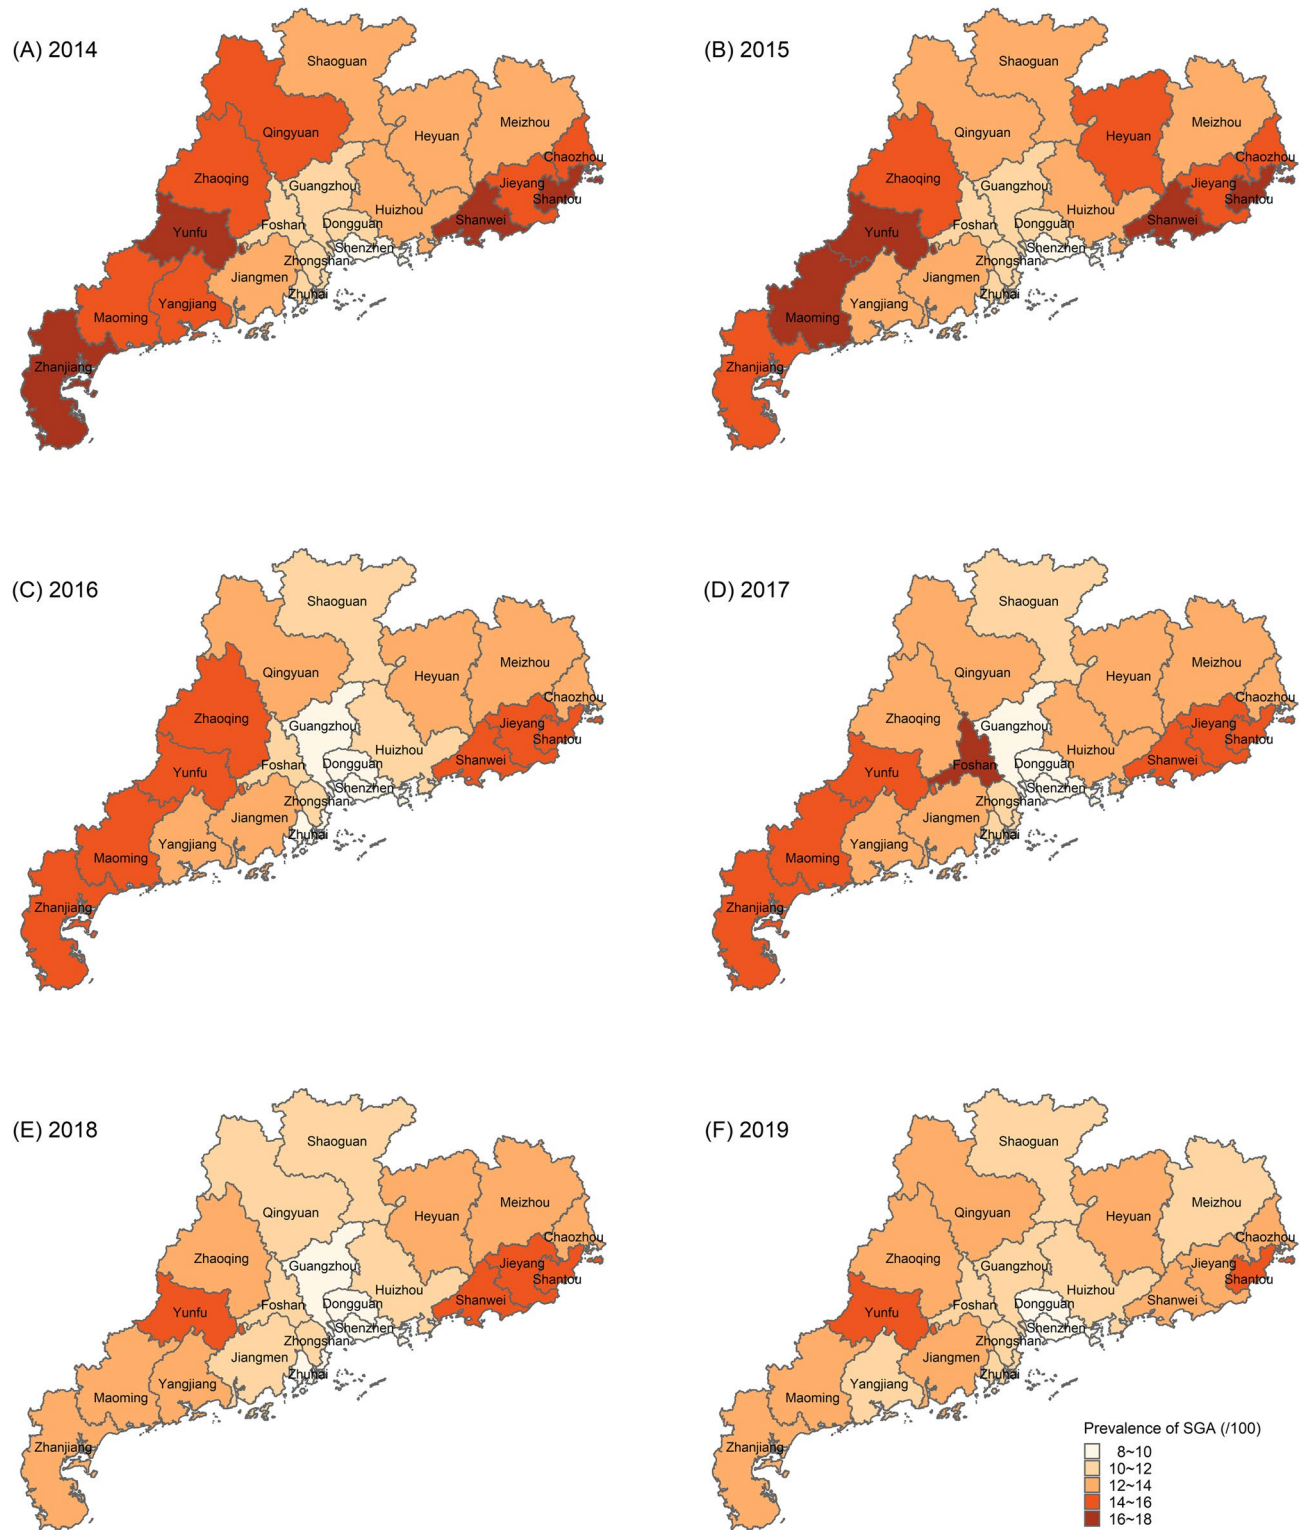 (A) 2014
Shaoguan
Meizhou
Qingyuan
Heyuan
Chaozhou
Zhaoqing
Guangzhou
Jieyang
Shantou
Huizhou
Foshan
Dongguan
Shanwei
Yunfu
Shenzhen
Zhongshan
Jiangmen
Zhuhai
Yangjiang
Maoming
Zhanjiang
(B) 2015
Shaoguan
Meizhou
Qingyuan
Heyuan
Chaozhou
Zhaoqing
Guangzhou
Jieyang
Shantou
Huizhou
Foshan
Dongguan
Shanwei
Yunfu
Shenzhen
Zhongshan
Jiangmen
Zhuhai
Yangjiang
Maoming
Zhanjiang
(C) 2016
Shaoguan
Meizhou
Qingyuan
Heyuan
Chaozhou
Zhaoqing
Guangzhou
Jieyang
Shantou
Huizhou
Foshan
Dongguan
Shanwei
Yunfu
Shenzhen
Zhongshan
Jiangmen
Zhuhai
Yangjiang
Maoming
Zhanjiang
(D) 2017
Shaoguan
Meizhou
Qingyuan
Heyuan
Chaozhou
Zhaoqing
Guangzhou
Jieyang
Shantou
Huizhou
Foshan
Dongguan
Shanwei
Yunfu
Shenzhen
Zhongshan
Jiangmen
Zhuhai
Yangjiang
Maoming
Zhanjiang
(E) 2018
Shaoguan
Meizhou
Qingyuan
Heyuan
Chaozhou
Zhaoqing
Guangzhou
Jieyang
Shantou
Huizhou
Foshan
Dongguan
Shanwei
Yunfu
Shenzhen
Zhongshan
Jiangmen
Zhuhai
Yangjiang
Maoming
Zhanjiang
(F) 2019
Shaoguan
Meizhou
Qingyuan
Heyuan
Chaozhou
Zhaoqing
Guangzhou
Jieyang
Shantou
Huizhou
Foshan
Dongguan
Shanwei
Yunfu
Shenzhen
Zhongshan
Jiangmen
Zhuhai
Yangjiang
Maoming
Zhanjiang
Prevalence of SGA (/100)
8~10
10~12
12~14
14~16
16~18